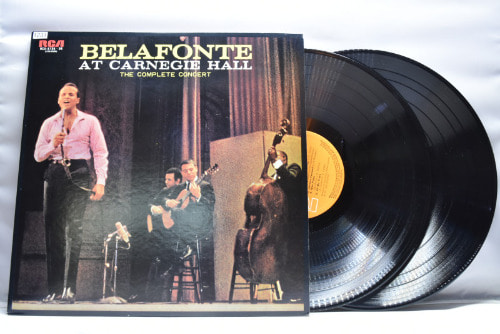 RCA
BELAFONTE
AT CARNEGIE HALL
THE COMPLETE CONCERT